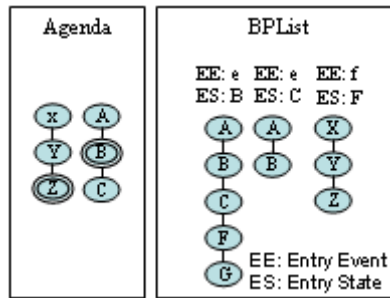 Agenda
x
Y
Z
A
B
C
BPList
EE: e EE: e EE: f
ES: B ES: C ES: F
A
B
C
F
G
A
B
X
Y
Z
EE: Entry Event
ES: Entry State